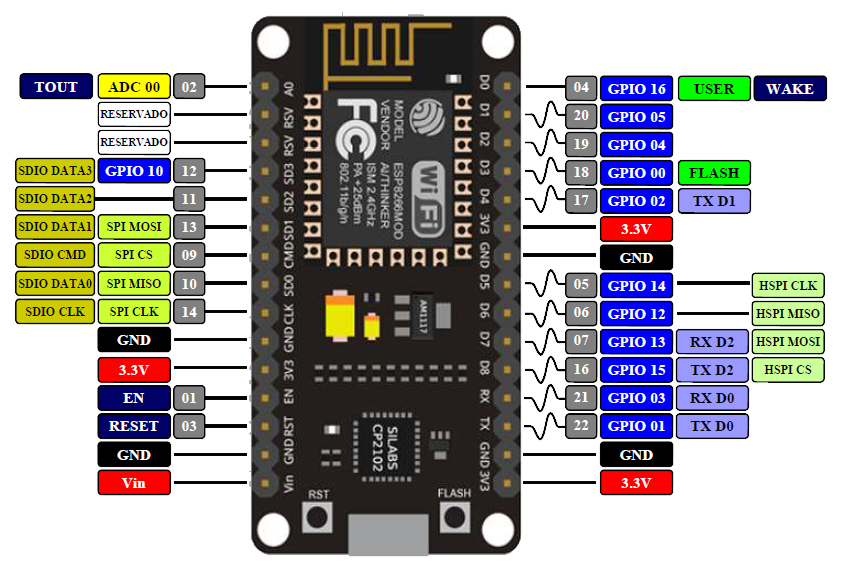 TOUT ADC 00 02 A0
RESERVADO RSV
RESERVADO RSV
SDIO DATA3 GPIO 10 12 SD3
SDIO DATA2 11 SD2
SDIO DATA1 SPI MOSI 13 SD1
SDIO CMD SPI CS 09 CMD
SDIO DATA0 SPI MISO 10 SD0
SDIO CLK SPI CLK 14 CLK
GND GND
3.3V 3V3
EN 01 EN
RESET 03 RST
GND GND
Vin Vin
D0 04 GPIO 16 USER WAKE
D1 20 GPIO 05
D2 19 GPIO 04
D3 18 GPIO 00 FLASH
D4 17 GPIO 02 TX D1
3V3 3.3V
GND GND
D5 05 GPIO 14 HSPI CLK
D6 06 GPIO 12 HSPI MISO
D7 07 GPIO 13 RX D2 HSPI MOSI
D8 16 GPIO 15 TX D2 HSPI CS
RX 21 GPIO 03 RX D0
TX 22 GPIO 01 TX D0
GND GND
3V3 3.3V
MODEL ESP8266MOD
VENDOR AI/THINKER
ISM 2.4GHz
PA +25dBm
802.11b/g/n
FC
WiFi
AM1117
SILABS
CP2102
RST
FLASH